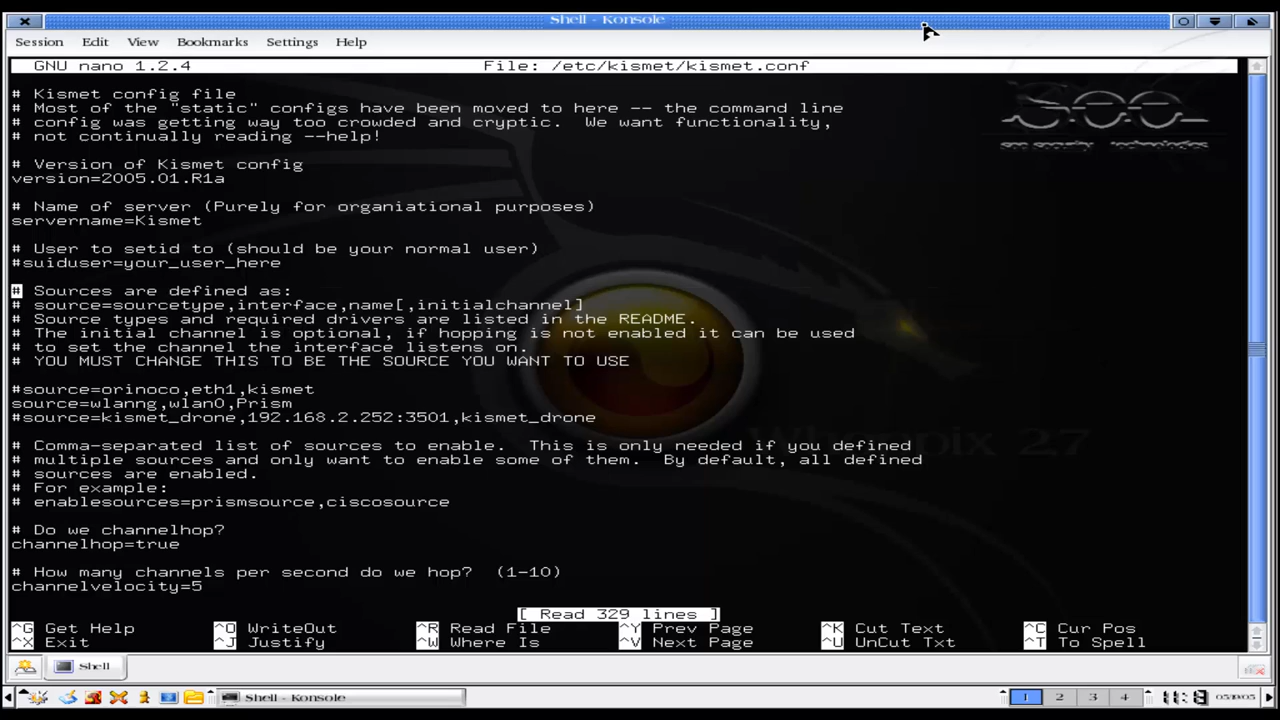 Shell - Konsole
Session Edit View Bookmarks Settings Help
GNU nano 1.2.4 File: /etc/kismet/kismet.conf
# Kismet config file
# Most of the "static" configs have been moved to here -- the command line
# config was getting way too crowded and cryptic. We want functionality,
# not continually reading --help!
# Version of Kismet config
version=2005.01.R1a
# Name of server (Purely for organiational purposes)
servername=Kismet
# User to setid to (should be your normal user)
#suiduser=your_user_here
# Sources are defined as:
# source=sourcetype,interface,name[,initialchannel]
# Source types and required drivers are listed in the README.
# The initial channel is optional, if hopping is not enabled it can be used
# to set the channel the interface listens on.
# YOU MUST CHANGE THIS TO BE THE SOURCE YOU WANT TO USE
#source=orinoco,eth1,kismet
source=wlanng,wlan0,Prism
#source=kismet_drone,192.168.2.252:3501,kismet_drone
# Comma-separated list of sources to enable. This is only needed if you defined
# multiple sources and only want to enable some of them. By default, all defined
# sources are enabled.
# For example:
# enablesources=prismsource,ciscosource
# Do we channelhop?
channelhop=true
# How many channels per second do we hop? (1-10)
channelvelocity=5
[ Read 329 lines ]
^G Get Help ^O WriteOut ^R Read File ^Y Prev Page ^K Cut Text ^C Cur Pos
^X Exit ^J Justify ^W Where Is ^V Next Page ^U UnCut Txt ^T To Spell
Shell
Shell - Konsole 1 2 3 4